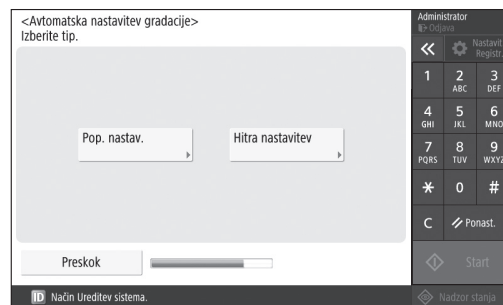 <Avtomatska nastavitev gradacije>
Izberite tip.
Pop. nastav.
Hitra nastavitev
Preskok
ID Način Ureditev sistema.
Administrator
Odjava
Nastavit
Registr.
1
2 ABC
3 DEF
4 GHI
5 JKL
6 MNO
7 PQRS
8 TUV
9 WXYZ
* 0 #
C Ponast.
Start
Nadzor stanja